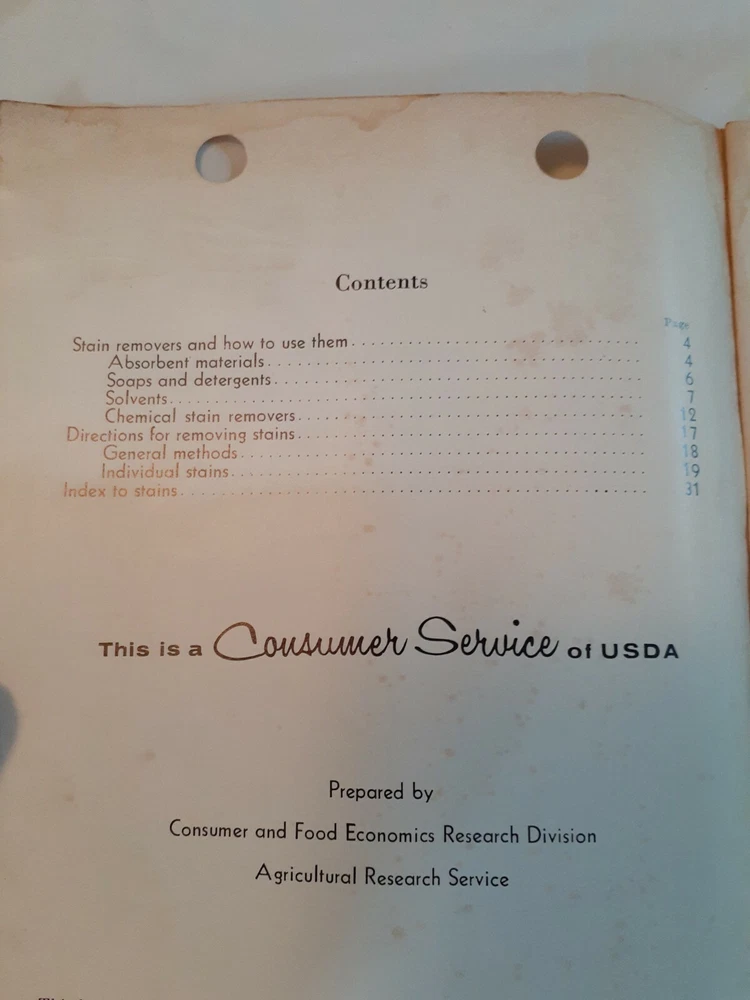 Contents
Page
Stain removers and how to use them. . . . . . . . . . . . . . . . . . . . . . . . . . . . . . 4
Absorbent materials. . . . . . . . . . . . . . . . . . . . . . . . . . . . . . . . . . . . . . . 4
Soaps and detergents. . . . . . . . . . . . . . . . . . . . . . . . . . . . . . . . . . . . . . 6
Solvents. . . . . . . . . . . . . . . . . . . . . . . . . . . . . . . . . . . . . . . . . . . . . . . . . 7
Chemical stain removers. . . . . . . . . . . . . . . . . . . . . . . . . . . . . . . . . . . 12
Directions for removing stains. . . . . . . . . . . . . . . . . . . . . . . . . . . . . . . . . . . 17
General methods. . . . . . . . . . . . . . . . . . . . . . . . . . . . . . . . . . . . . . . . . 18
Individual stains. . . . . . . . . . . . . . . . . . . . . . . . . . . . . . . . . . . . . . . . . . 19
Index to stains. . . . . . . . . . . . . . . . . . . . . . . . . . . . . . . . . . . . . . . . . . . . . . . 31
This is a Consumer Service of USDA
Prepared by
Consumer and Food Economics Research Division
Agricultural Research Service